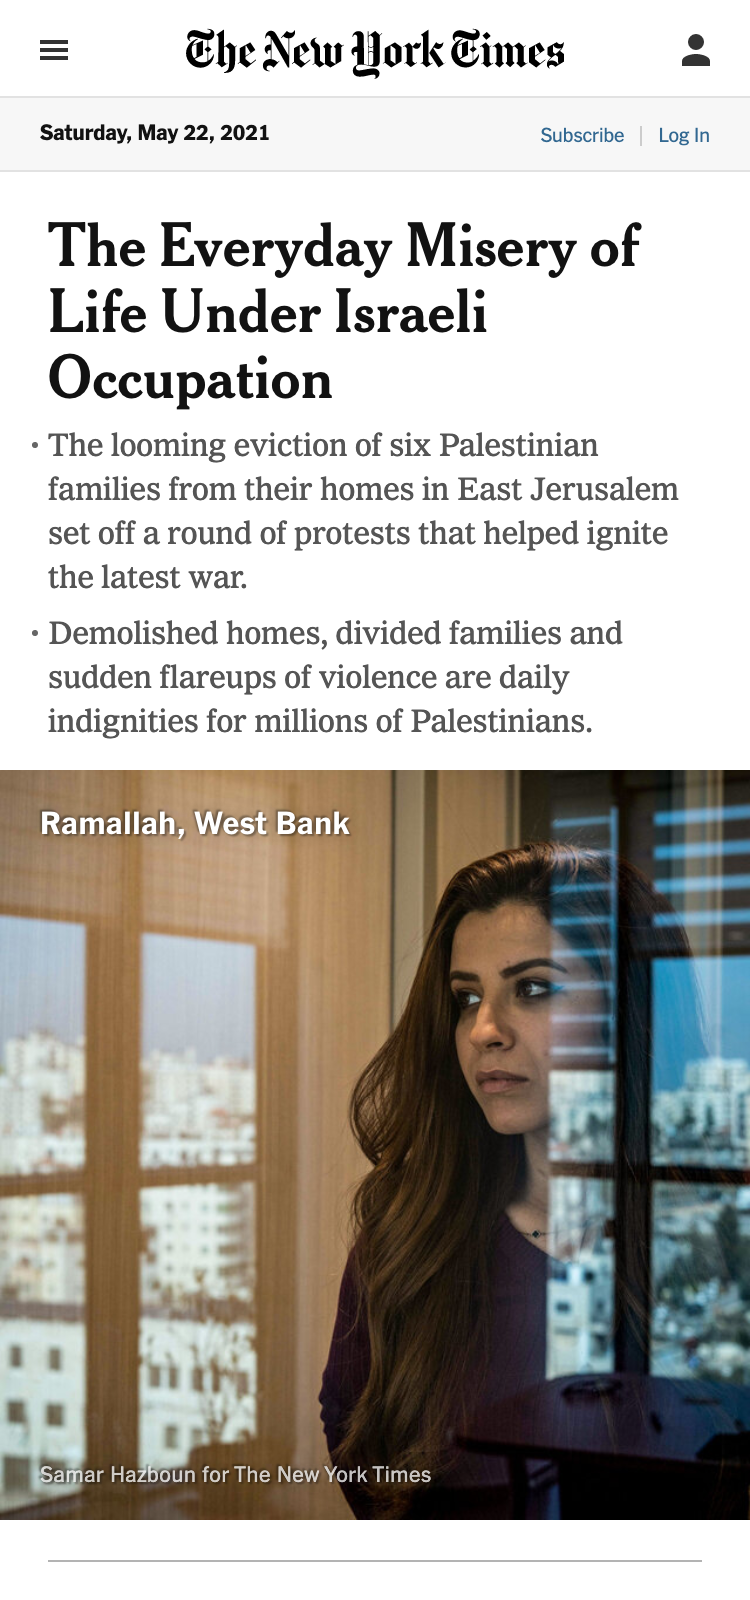 The New York Times
Saturday, May 22, 2021
Subscribe | Log In
The Everyday Misery of
Life Under Israeli
Occupation
• The looming eviction of six Palestinian
families from their homes in East Jerusalem
set off a round of protests that helped ignite
the latest war.
• Demolished homes, divided families and
sudden flareups of violence are daily
indignities for millions of Palestinians.
Ramallah, West Bank
Samar Hazboun for The New York Times